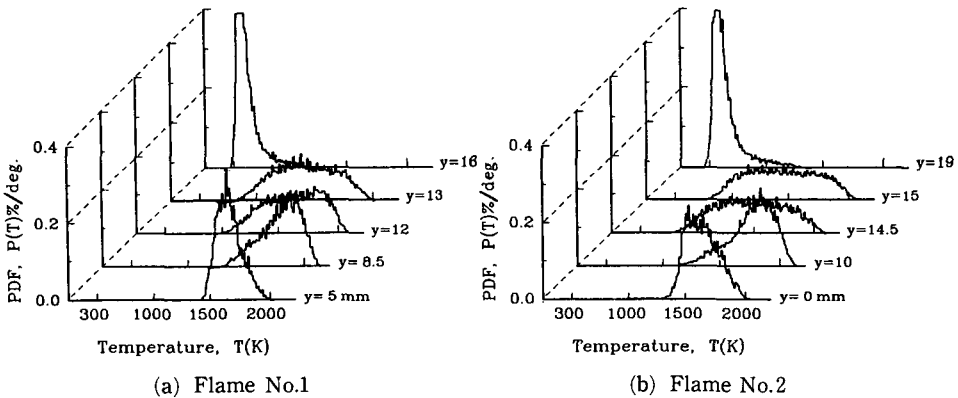 0.4
0.2
0.0
PDF, P(T)%/deg.
y=16
y=13
y=12
y=8.5
y= 5 mm
300 1000 1500 2000
Temperature, T(K)
(a) Flame No.1
0.4
0.2
0.0
PDF, P(T)%/deg.
y=19
y=15
y=14.5
y=10
y= 0 mm
300 1000 1500 2000
Temperature, T(K)
(b) Flame No.2